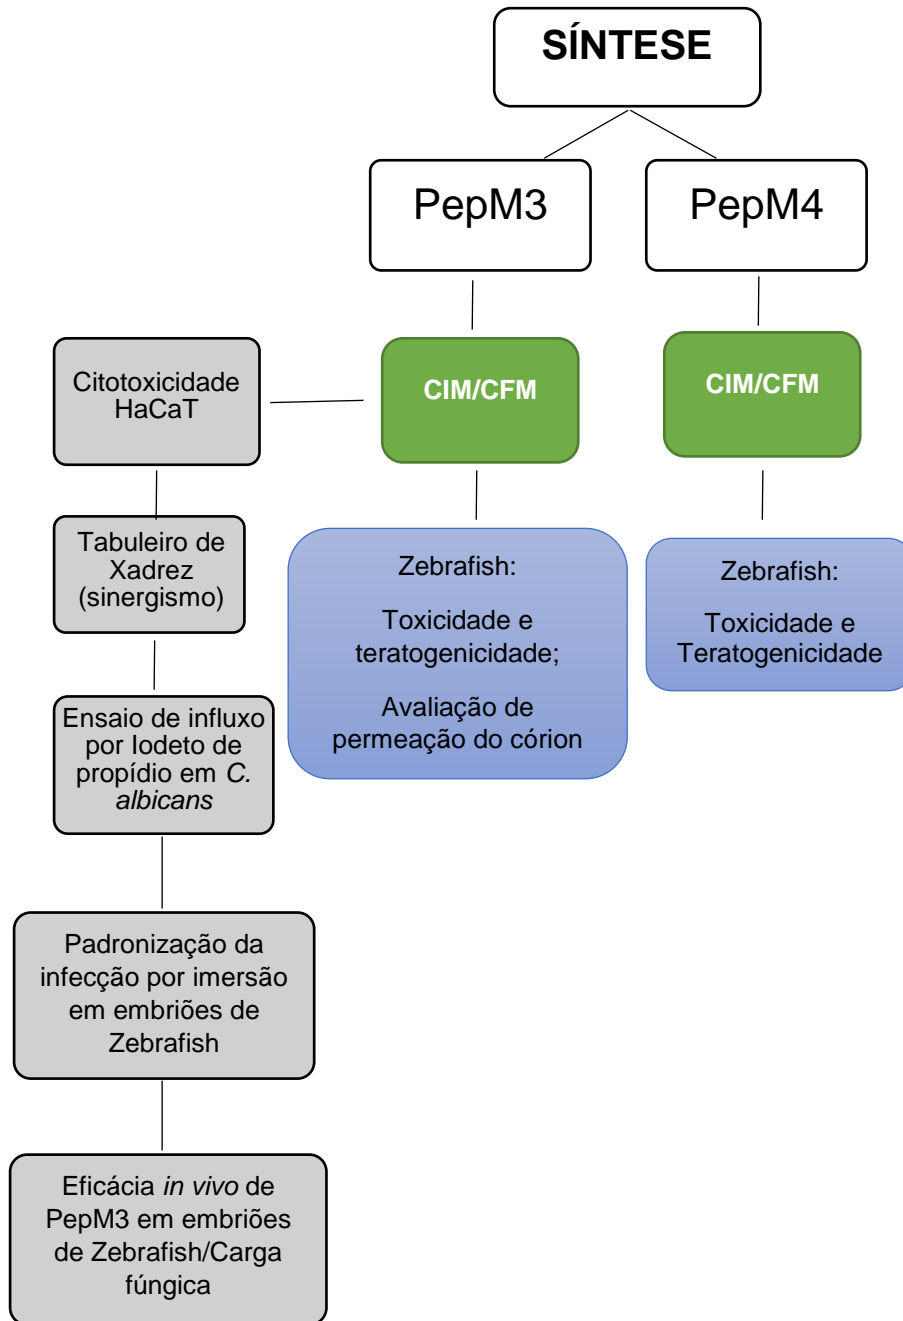 SÍNTESE
PepM3
PepM4
CIM/CFM
CIM/CFM
Citotoxicidade
HaCaT
Tabuleiro de
Xadrez
(sinergismo)
Ensaio de influxo
por Iodeto de
propídio em C.
albicans
Padronização da
infecção por imersão
em embriões de
Zebrafish
Eficácia in vivo de
PepM3 em embriões
de Zebrafish/Carga
fúngica
Zebrafish:
Toxicidade e
teratogenicidade;
Avaliação de
permeação do córion
Zebrafish:
Toxicidade e
Teratogenicidade